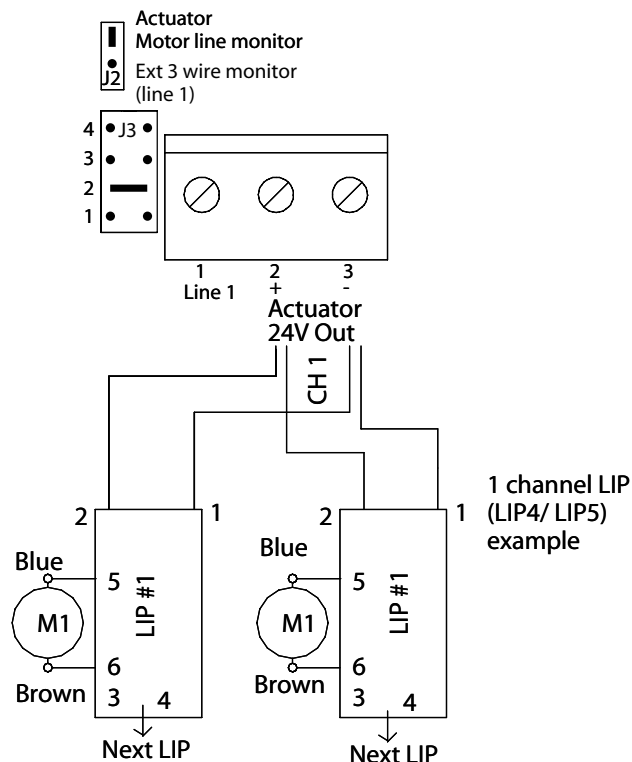 Actuator
Motor line monitor
J2
Ext 3 wire monitor
(line 1)
4 J3
3
2
1
1 2 3
Line 1 + -
Actuator
24V Out
CH 1
2 1
Blue
5
LIP #1
M1
6
Brown
3 4
Next LIP
2 1
Blue
5
LIP #1
M1
6
Brown
3 4
Next LIP
1 channel LIP
(LIP4/ LIP5)
example